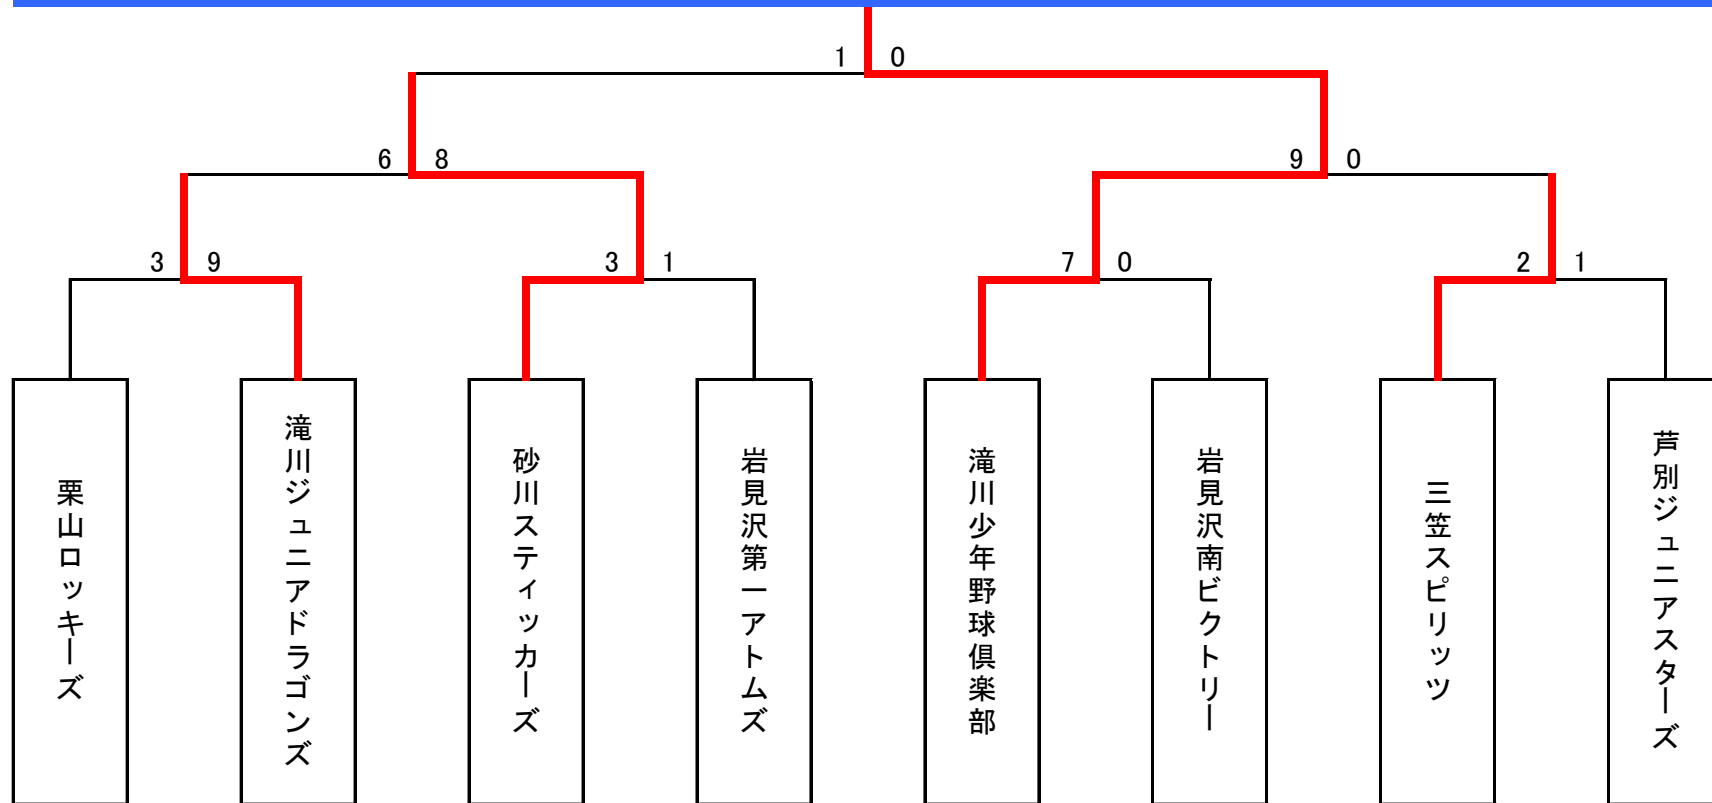 1 0
6 8
9 0
3 9
3 1
7 0
2 1
栗山ロッキーズ
滝川ジュニアドラゴンズ
砂川スティッカーズ
岩見沢第一アトムズ
滝川少年野球倶楽部
岩見沢南ビクトリー
三笠スピリッツ
芦別ジュニアスターズ